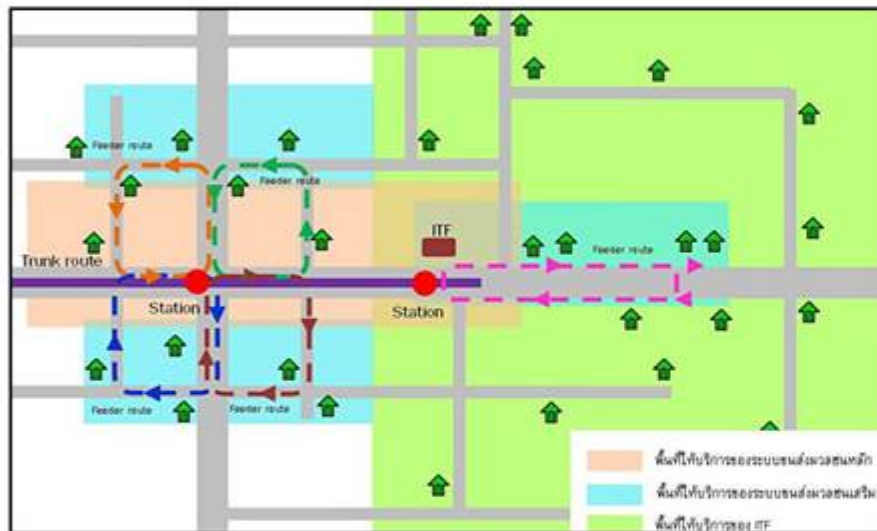 Feeder route
Feeder route
ITF
Feeder route
Trunk route
Station
Station
Feeder route
Feeder route
พื้นที่ให้บริการของระบบขนส่งมวลชนหลัก
พื้นที่ให้บริการของระบบขนส่งมวลชนเสริม
พื้นที่ให้บริการของ ITF